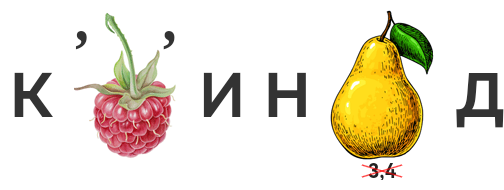 К , , И Н Д
3,4